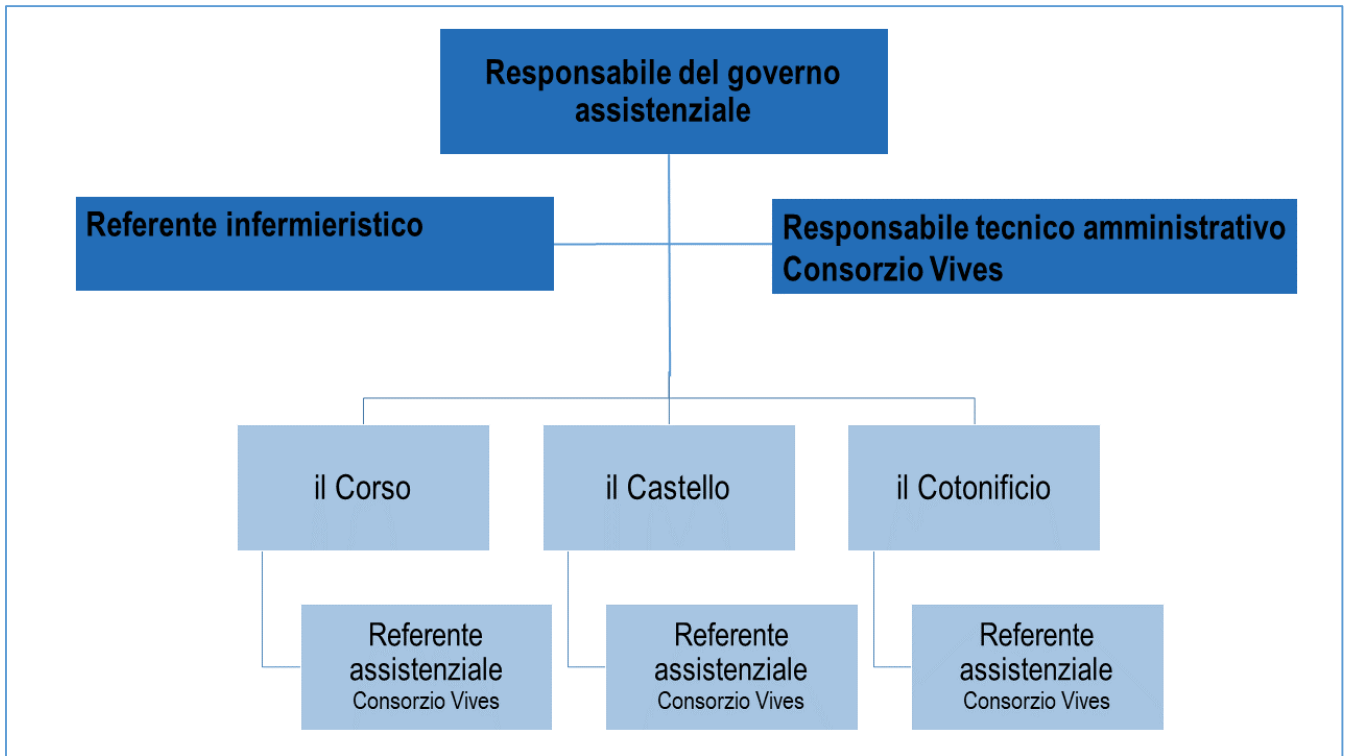 Responsabile del governo
assistenziale
Referente infermieristico
Responsabile tecnico amministrativo
Consorzio Vives
il Corso
il Castello
il Cotonificio
Referente
assistenziale
Consorzio Vives
Referente
assistenziale
Consorzio Vives
Referente
assistenziale
Consorzio Vives